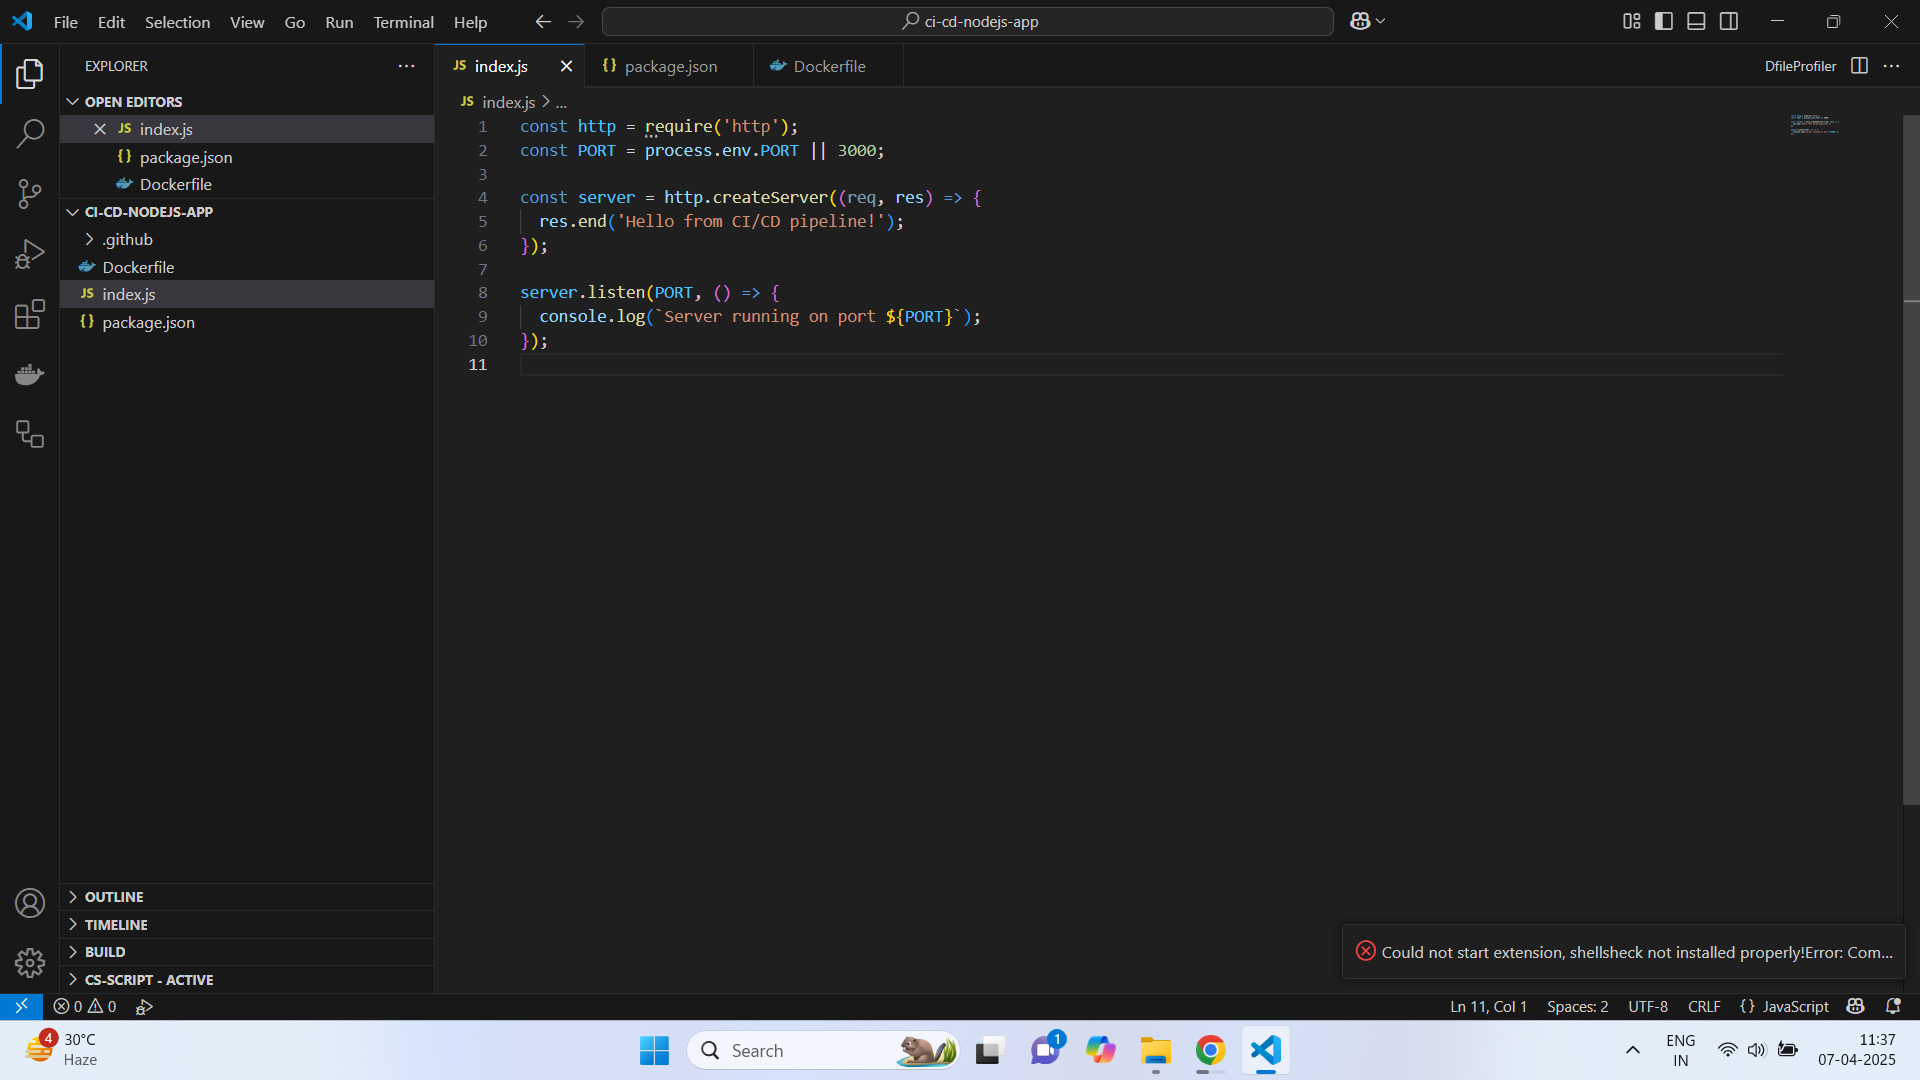 File Edit Selection View Go Run Terminal Help
ci-cd-nodejs-app
EXPLORER
OPEN EDITORS
JS index.js
{} package.json
Dockerfile
CI-CD-NODEJS-APP
.github
Dockerfile
JS index.js
{} package.json
OUTLINE
TIMELINE
BUILD
CS-SCRIPT - ACTIVE
JS index.js
{} package.json
Dockerfile
DfileProfiler
JS index.js > ...
1 const http = require('http');
2 const PORT = process.env.PORT || 3000;
3
4 const server = http.createServer((req, res) => {
5 res.end('Hello from CI/CD pipeline!');
6 });
7
8 server.listen(PORT, () => {
9 console.log(`Server running on port ${PORT}`);
10 });
11
Could not start extension, shellsheck not installed properly!Error: Com...
0 0
Ln 11, Col 1 Spaces: 2 UTF-8 CRLF {} JavaScript
4
30°C
Haze
Search
1
ENG
IN
11:37
07-04-2025